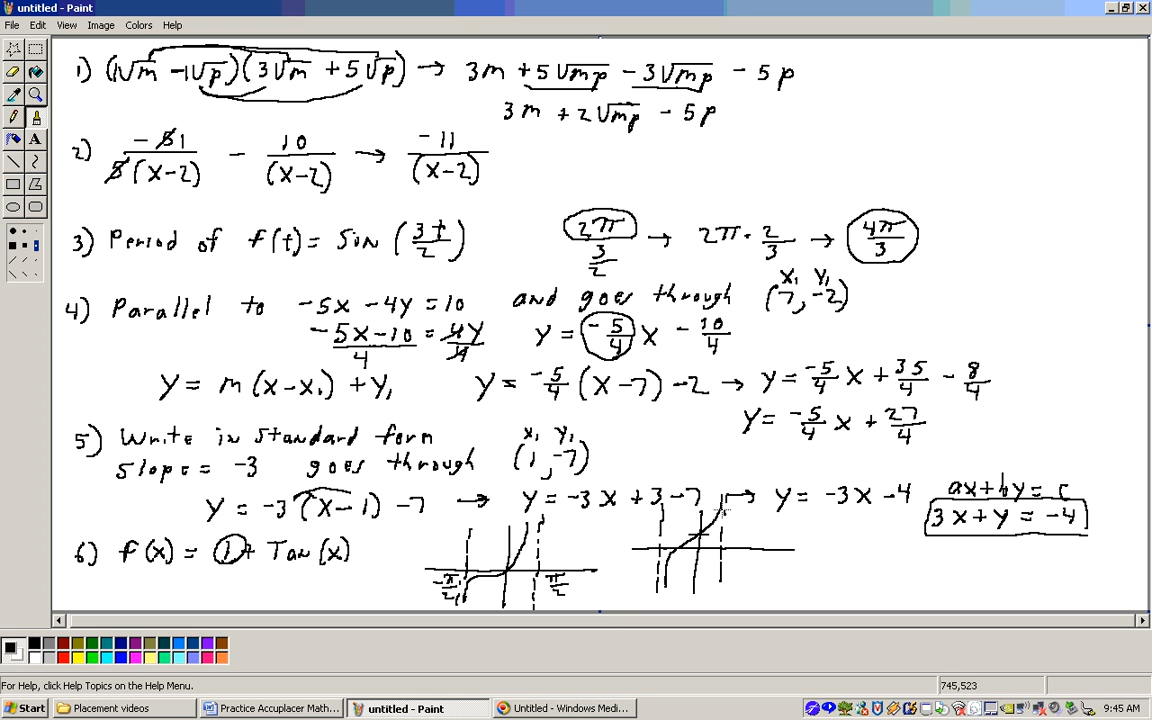 untitled - Paint
File Edit View Image Colors Help
1) (1√m -1√p)(3√m + 5√p) → 3m + 5√mp - 3√mp - 5p
3m + 2√mp - 5p
2) -51/5(x-2) - 10/(x-2) → -11/(x-2)
3) Period of f(t) = Sin (3t/2) 2π/(3/2) → 2π · 2/3 → 4π/3
4) Parallel to -5x - 4y = 10 and goes through (7, -2) x₁ y₁
-5x-10/4 = 4y/4 y = -5/4 x - 10/4
y = m(x-x₁) + y₁ y = -5/4 (x-7) -2 → y = -5/4 x + 35/4 - 8/4
y = -5/4 x + 27/4
5) Write in Standard form x₁ y₁
Slope = -3 goes through (1, -7)
y = -3 (x-1) -7 → y = -3x + 3 -7 → y = -3x -4 ax+by = c
3x + y = -4
6) f(x) = 1 + Tan(x)
-π/2 π/2
For Help, click Help Topics on the Help Menu. 745,523
Start Placement videos Practice Accuplacer Math... untitled - Paint Untitled - Windows Medi... 9:45 AM